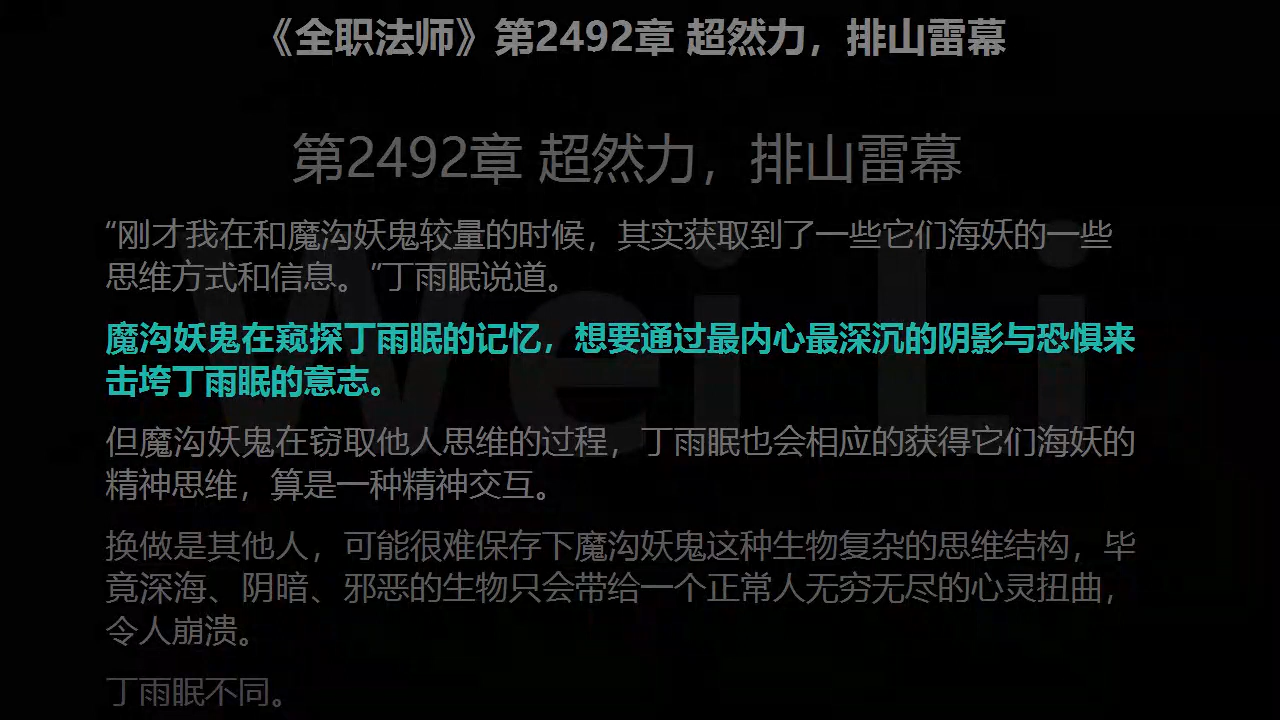 《全职法师》第2492章 超然力，排山雷幕
第2492章 超然力，排山雷幕
“刚才我在和魔沟妖鬼较量的时候，其实获取到了一些它们海妖的一些
思维方式和信息。”丁雨眠说道。
魔沟妖鬼在窥探丁雨眠的记忆，想要通过最内心最深沉的阴影与恐惧来
击垮丁雨眠的意志。
但魔沟妖鬼在窃取他人思维的过程，丁雨眠也会相应的获得它们海妖的
精神思维，算是一种精神交互。
换做是其他人，可能很难保存下魔沟妖鬼这种生物复杂的思维结构，毕
竟深海、阴暗、邪恶的生物只会带给一个正常人无穷无尽的心灵扭曲，
令人崩溃。
丁雨眠不同。
Wei Li